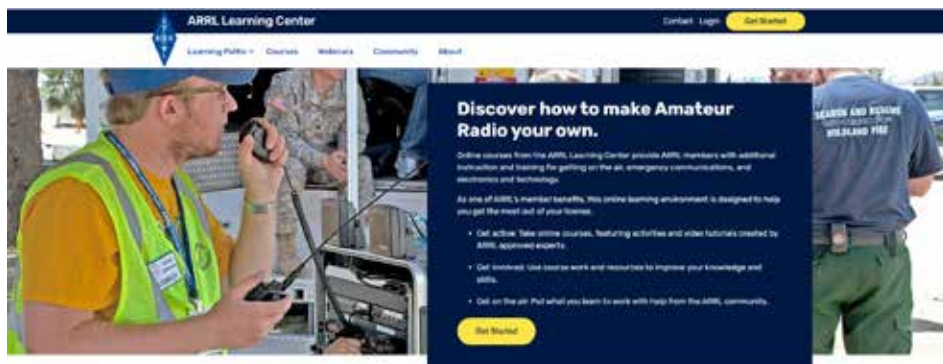 ARRL Learning Center
Contact Login Get Started
Learning Paths Courses Webinars Community About
Discover how to make Amateur
Radio your own.
Online courses from the ARRL Learning Center provide ARRL members with additional
instruction and training for getting on the air, emergency communications, and
electronics and technology.
As one of ARRL's member benefits, this online learning environment is designed to help
you get the most out of your license.
• Get active: Take online courses, featuring activities and video tutorials created by
ARRL approved experts.
• Get involved: Use course work and resources to improve your knowledge and
skills.
• Get on the air: Put what you learn to work with help from the ARRL community.
Get Started
SEARCH AND RESCUE
WILDLAND FIRE